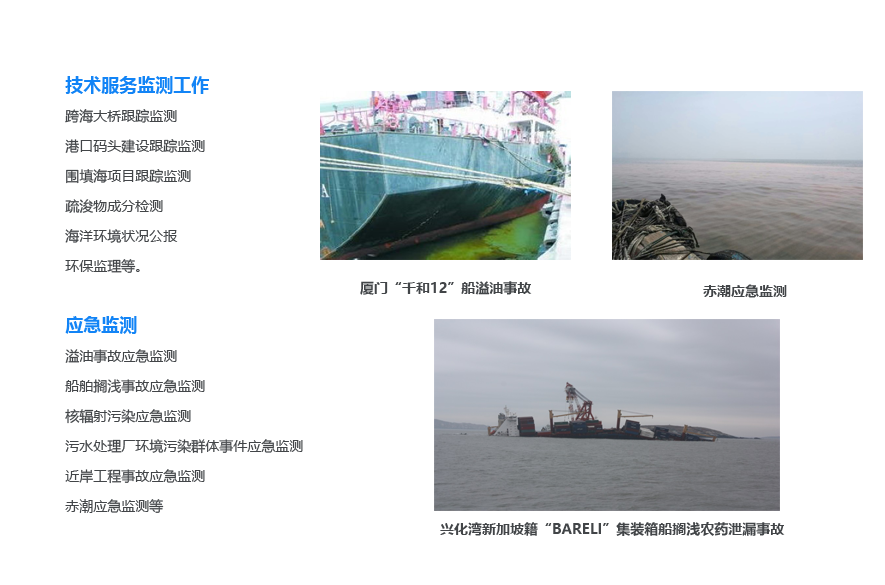 技术服务监测工作
跨海大桥跟踪监测
港口码头建设跟踪监测
围填海项目跟踪监测
疏浚物成分检测
海洋环境状况公报
环保监理等。
厦门“千和12”船溢油事故
赤潮应急监测
应急监测
溢油事故应急监测
船舶搁浅事故应急监测
核辐射污染应急监测
污水处理厂环境污染群体事件应急监测
近岸工程事故应急监测
赤潮应急监测等
兴化湾新加坡籍“BARELI”集装箱船搁浅农药泄漏事故